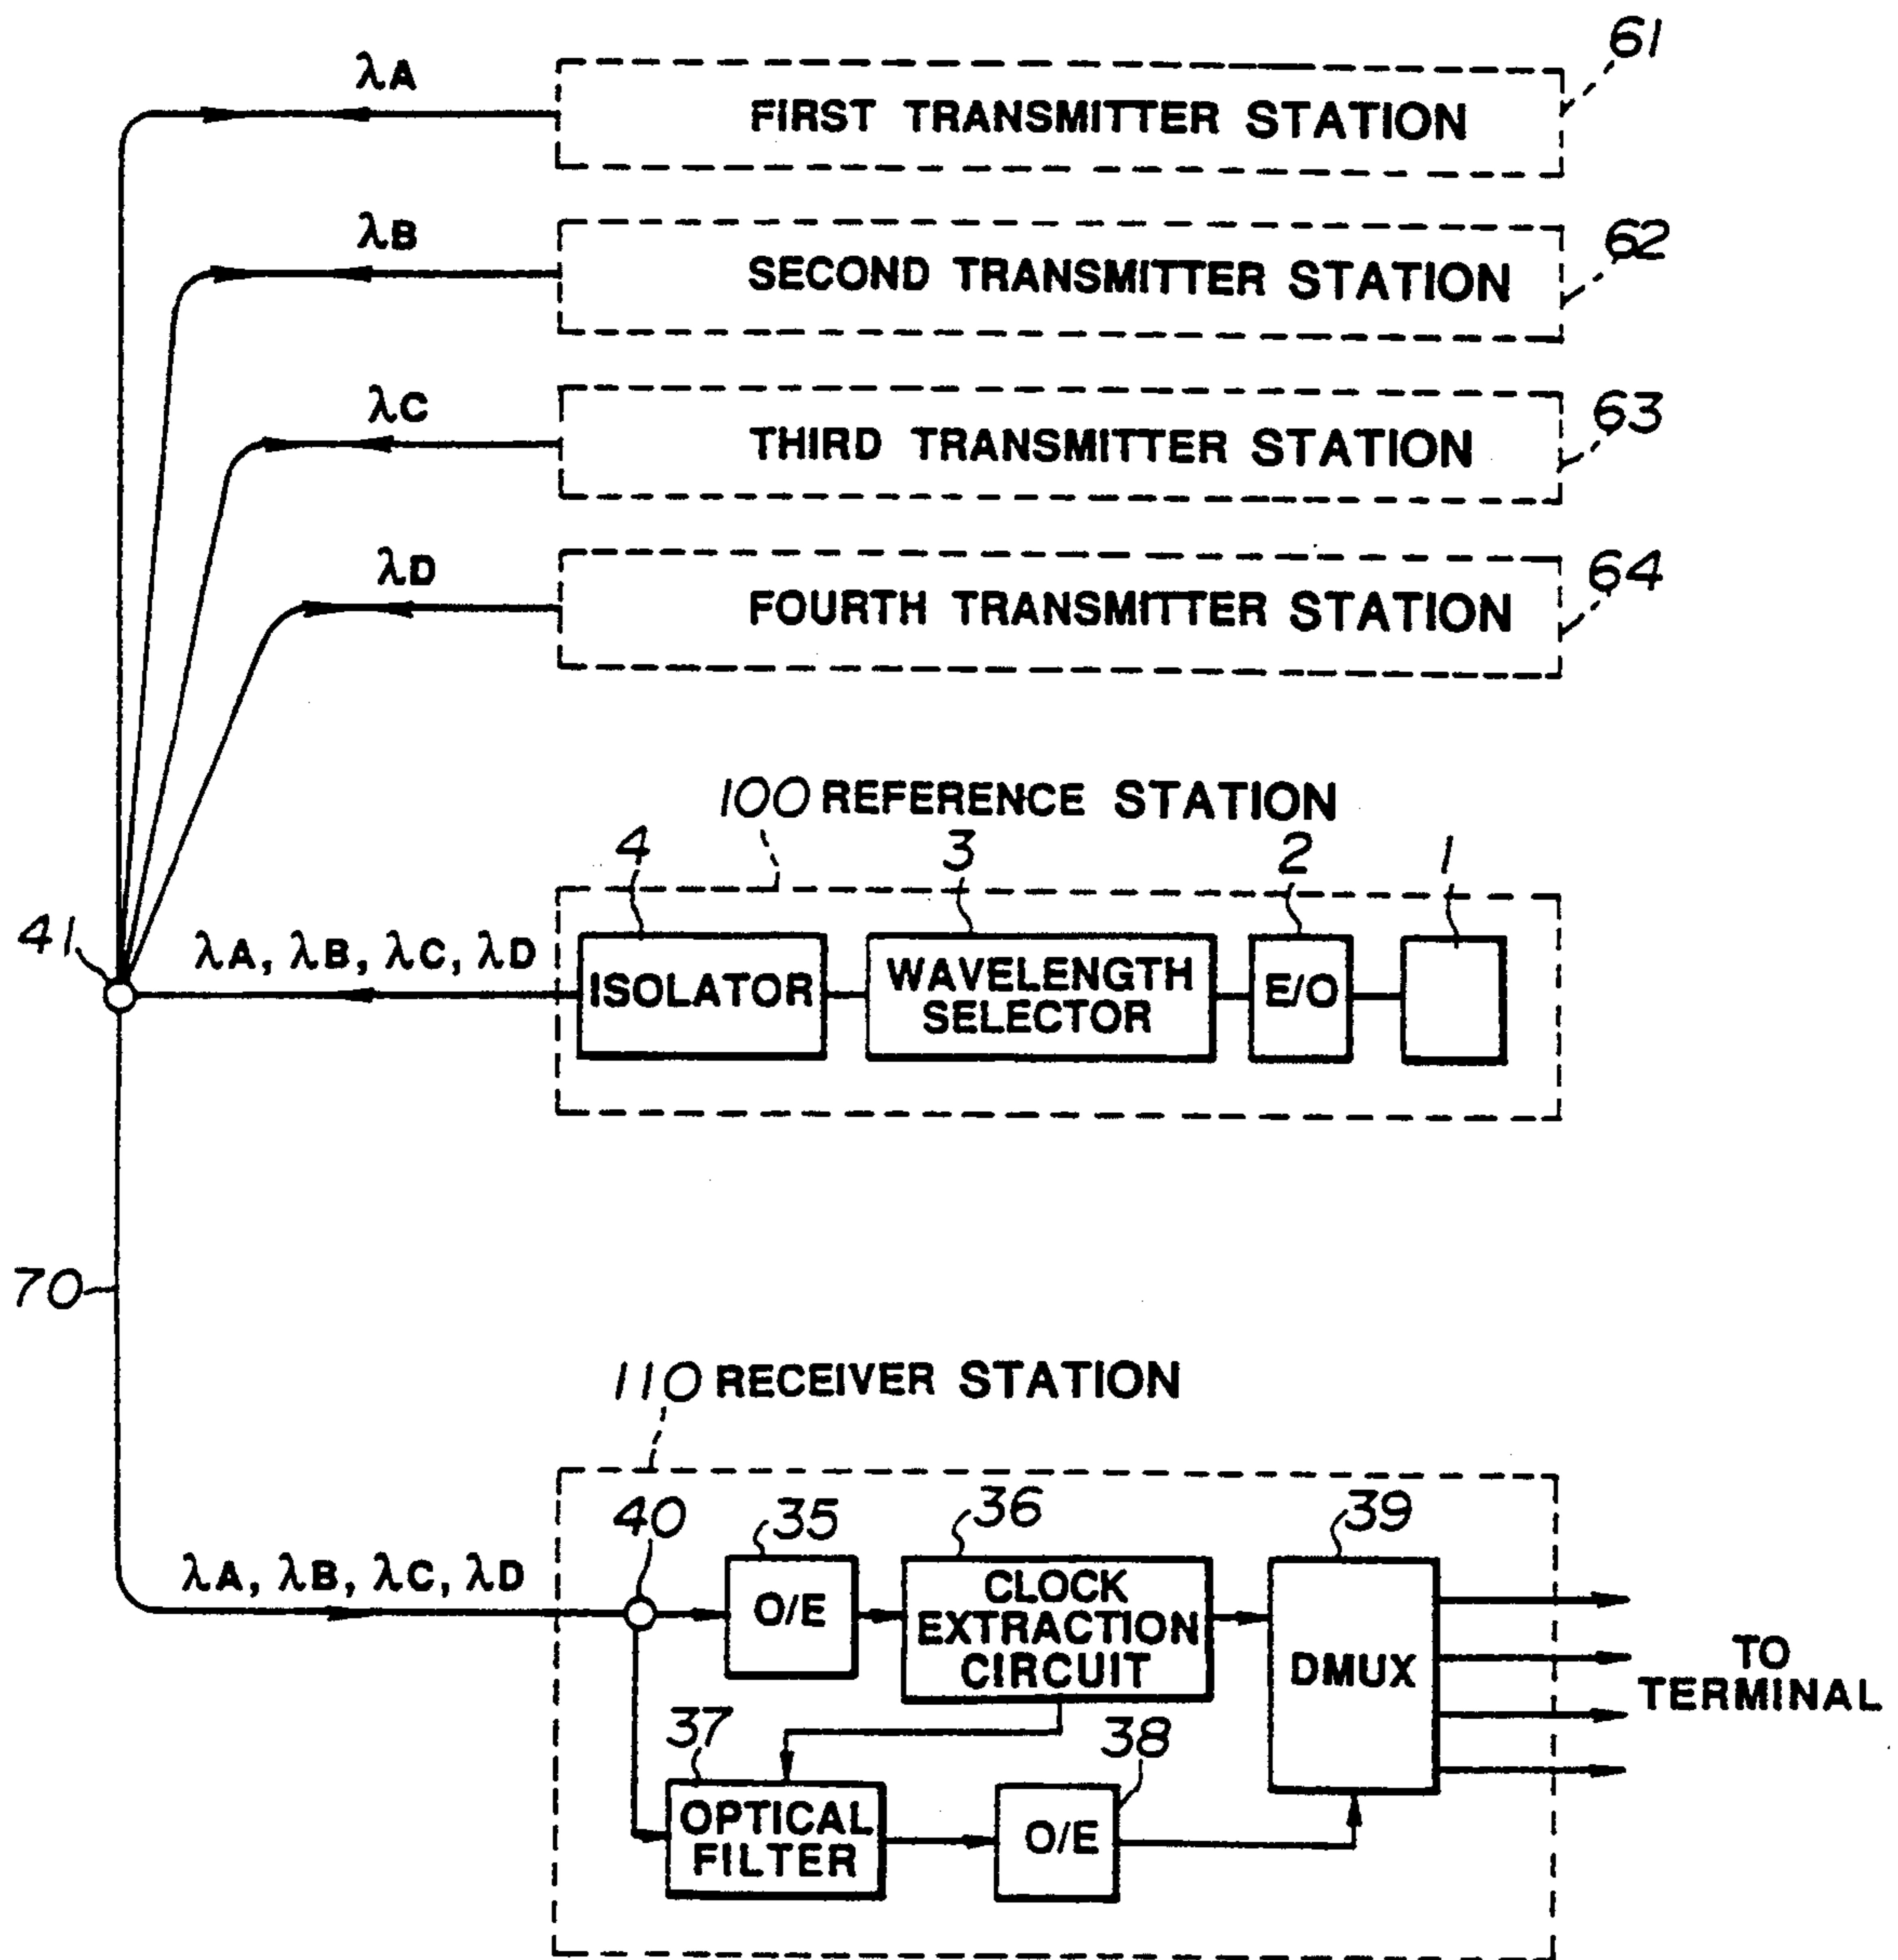 61
λA
FIRST TRANSMITTER STATION
62
λB
SECOND TRANSMITTER STATION
63
λC
THIRD TRANSMITTER STATION
64
λD
FOURTH TRANSMITTER STATION
100 REFERENCE STATION
4
3
2
1
41
λA, λB, λC, λD
ISOLATOR
WAVELENGTH
SELECTOR
E/O
70
110 RECEIVER STATION
40
35
36
39
λA, λB, λC, λD
O/E
CLOCK
EXTRACTION
CIRCUIT
DMUX
TO
TERMINAL
37
38
OPTICAL
FILTER
O/E